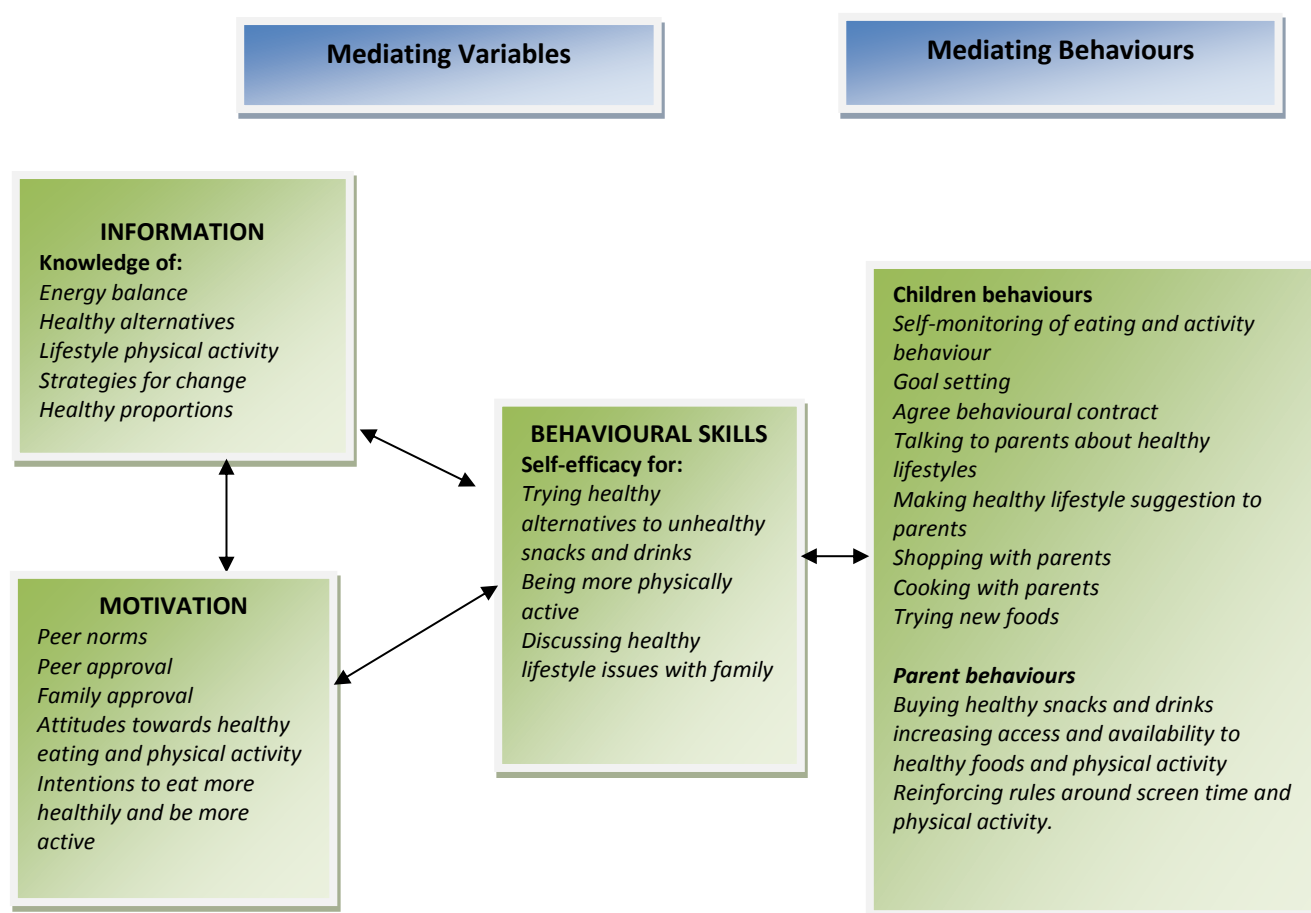 Mediating Variables
Mediating Behaviours
INFORMATION
Knowledge of:
Energy balance
Healthy alternatives
Lifestyle physical activity
Strategies for change
Healthy proportions
MOTIVATION
Peer norms
Peer approval
Family approval
Attitudes towards healthy
eating and physical activity
Intentions to eat more
healthily and be more
active
BEHAVIOURAL SKILLS
Self-efficacy for:
Trying healthy
alternatives to unhealthy
snacks and drinks
Being more physically
active
Discussing healthy
lifestyle issues with family
Children behaviours
Self-monitoring of eating and activity
behaviour
Goal setting
Agree behavioural contract
Talking to parents about healthy
lifestyles
Making healthy lifestyle suggestion to
parents
Shopping with parents
Cooking with parents
Trying new foods
Parent behaviours
Buying healthy snacks and drinks
increasing access and availability to
healthy foods and physical activity
Reinforcing rules around screen time and
physical activity.